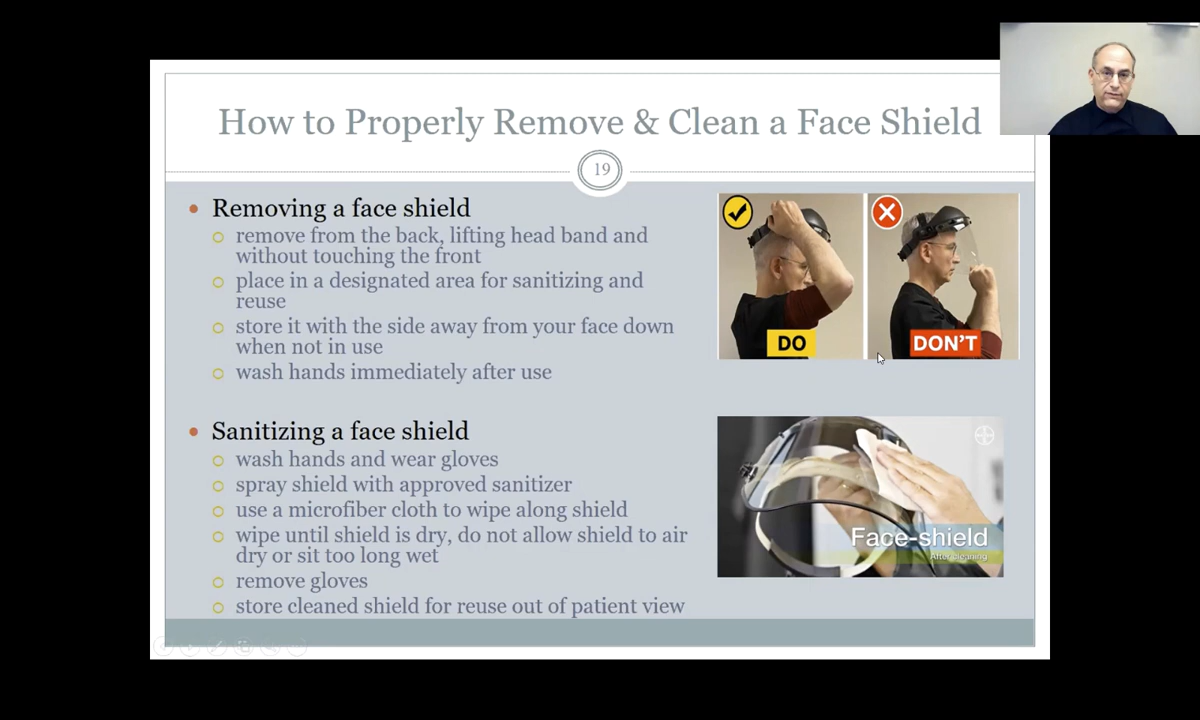 How to Properly Remove & Clean a Face Shield
19
Removing a face shield
remove from the back, lifting head band and
without touching the front
place in a designated area for sanitizing and
reuse
store it with the side away from your face down
when not in use
wash hands immediately after use
DO
DON'T
Sanitizing a face shield
wash hands and wear gloves
spray shield with approved sanitizer
use a microfiber cloth to wipe along shield
wipe until shield is dry, do not allow shield to air
dry or sit too long wet
remove gloves
store cleaned shield for reuse out of patient view
Face-shield
After cleaning